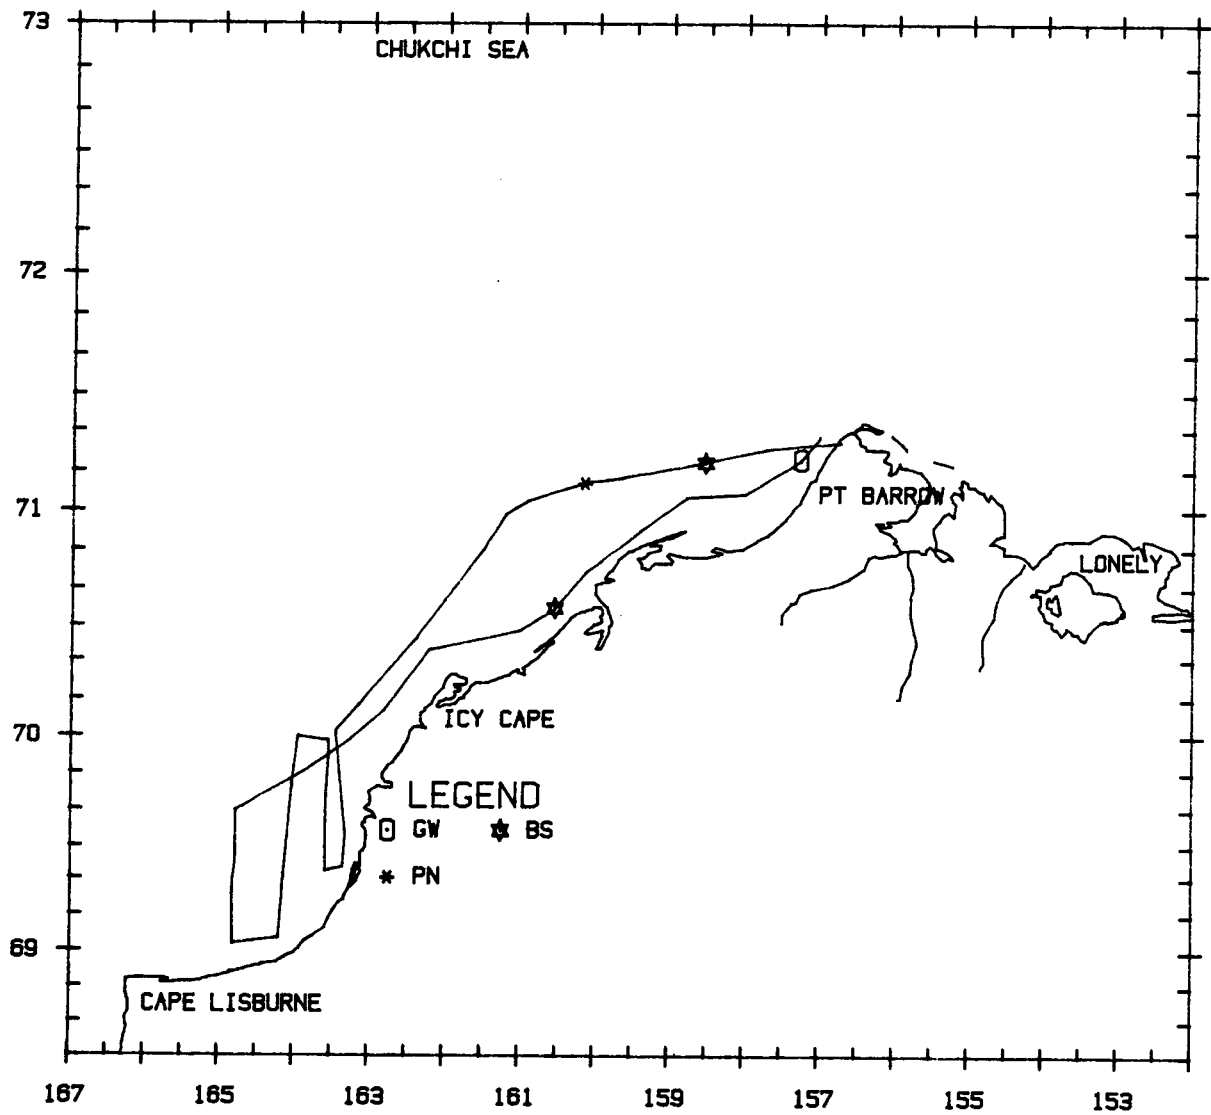 73
CHUKCHI SEA
72
71
PT BARROW
LONELY
ICY CAPE
70
LEGEND
GW BS
PN
69
CAPE LISBURNE
167 165 163 161 159 157 155 153